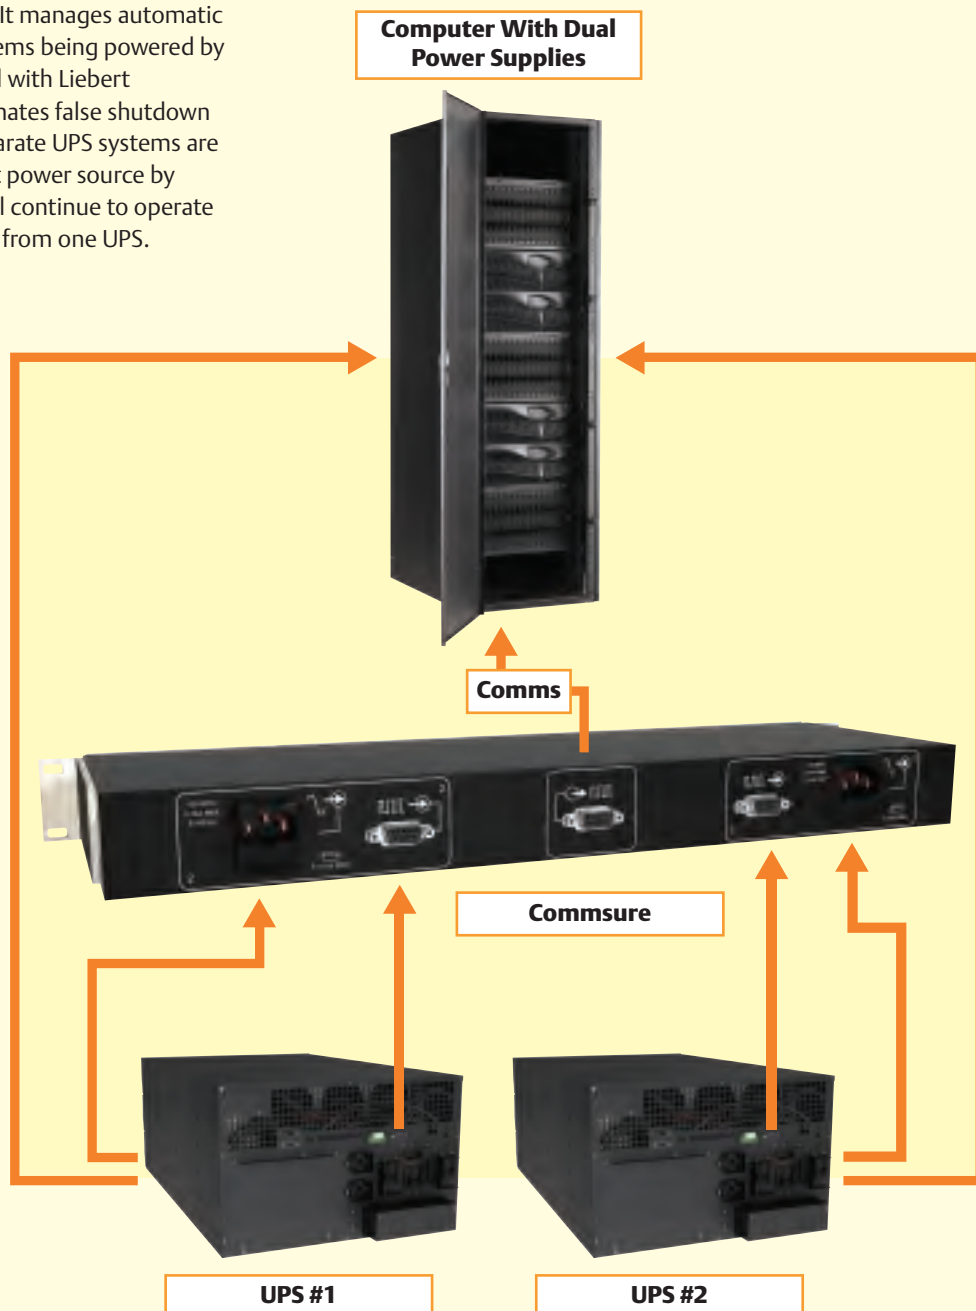 It manages automatic
ems being powered by
l with Liebert
nates false shutdown
arate UPS systems are
t power source by
l continue to operate
from one UPS.
Computer With Dual
Power Supplies
Comms
Commsure
UPS #1
UPS #2